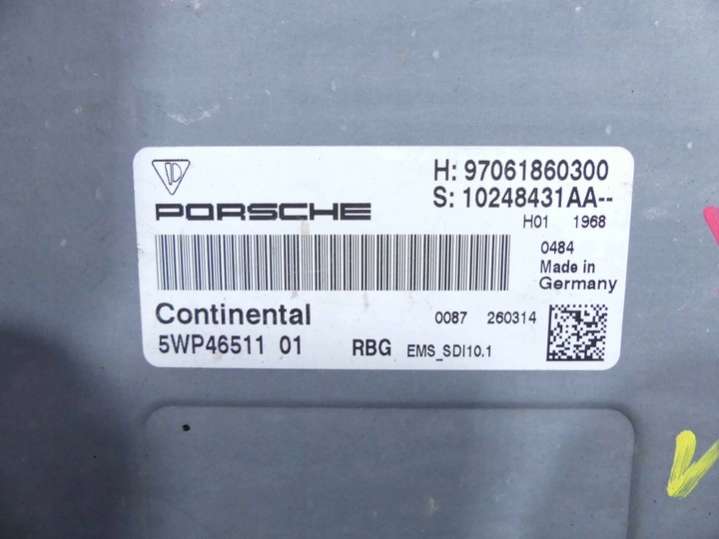 PORSCHE
H: 97061860300
S: 10248431AA--
H01 1968
0484
Made in
Germany
Continental
0087 260314
5WP46511 01
RBG EMS_SDI10.1